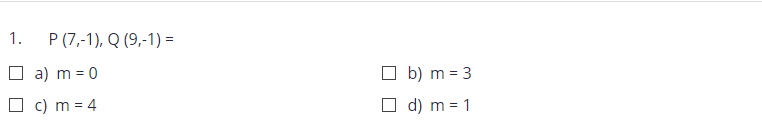 1. P (7,-1), Q (9,-1) =
a) m = 0 b) m = 3
c) m = 4 d) m = 1